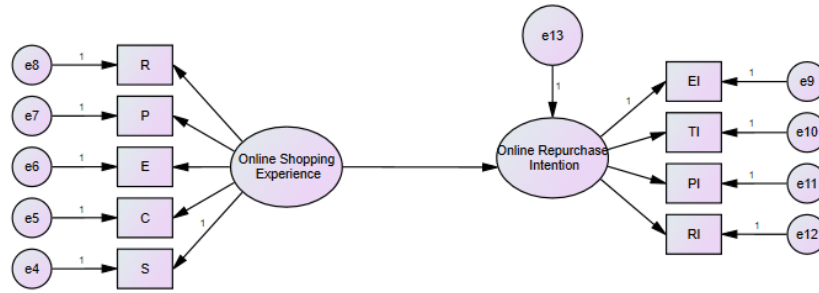 e13
e8 1 R
EI 1 e9
1
1
e7 1 P
TI 1 e10
e6 1 E
Online Shopping
Experience
Online Repurchase
Intention
PI 1 e11
e5 1 C
1
RI 1 e12
e4 1 S